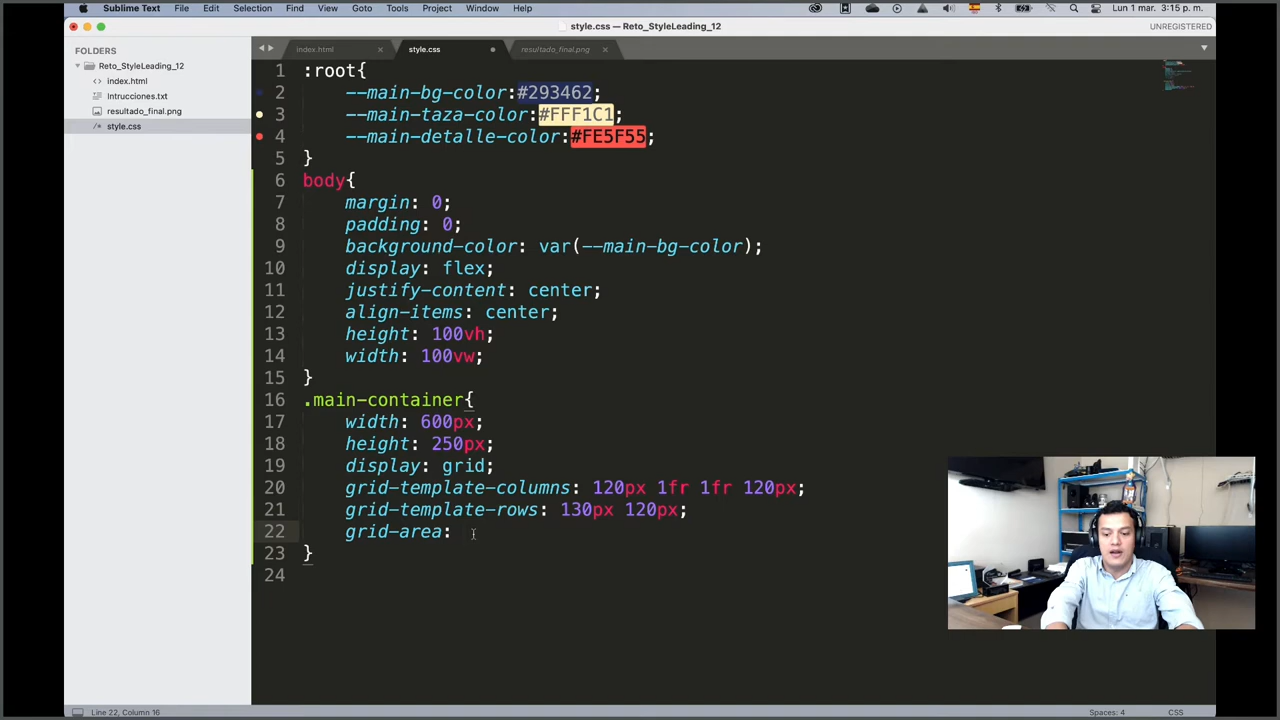 Sublime Text File Edit Selection Find View Goto Tools Project Window Help Lun 1 mar. 3:15 p. m.
style.css — Reto_StyleLeading_12 UNREGISTERED
FOLDERS
Reto_StyleLeading_12
index.html
Intrucciones.txt
resultado_final.png
style.css
index.html style.css resultado_final.png
1 :root{
2 --main-bg-color:#293462;
3 --main-taza-color:#FFF1C1;
4 --main-detalle-color:#FE5F55;
5 }
6 body{
7 margin: 0;
8 padding: 0;
9 background-color: var(--main-bg-color);
10 display: flex;
11 justify-content: center;
12 align-items: center;
13 height: 100vh;
14 width: 100vw;
15 }
16 .main-container{
17 width: 600px;
18 height: 250px;
19 display: grid;
20 grid-template-columns: 120px 1fr 1fr 120px;
21 grid-template-rows: 130px 120px;
22 grid-area:
23 }
24
Line 22, Column 16 Spaces: 4 CSS